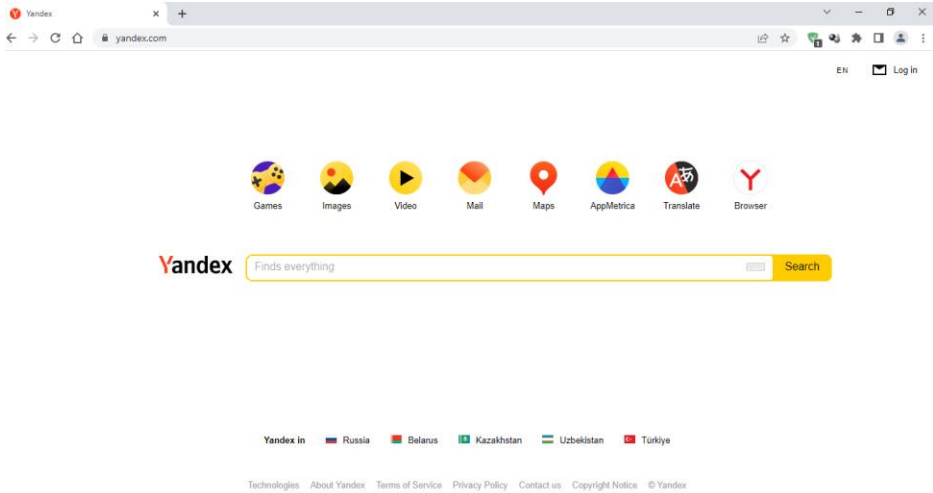 Yandex
yandex.com
1
EN Log in
Games Images Video Mail Maps AppMetrica Translate Browser
Yandex Finds everything Search
Yandex in Russia Belarus Kazakhstan Uzbekistan Türkiye
Technologies About Yandex Terms of Service Privacy Policy Contact us Copyright Notice © Yandex